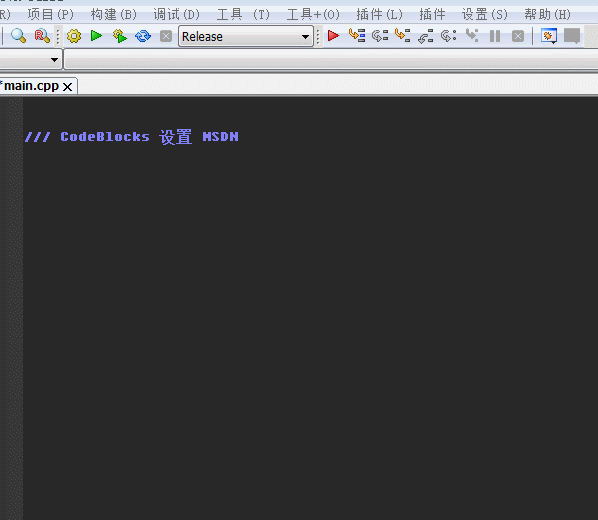 R) 项目(P) 构建(B) 调试(D) 工具 (T) 工具+(O) 插件(L) 插件 设置(S) 帮助(H)
Release
*main.cpp
/// CodeBlocks 设置 MSDN